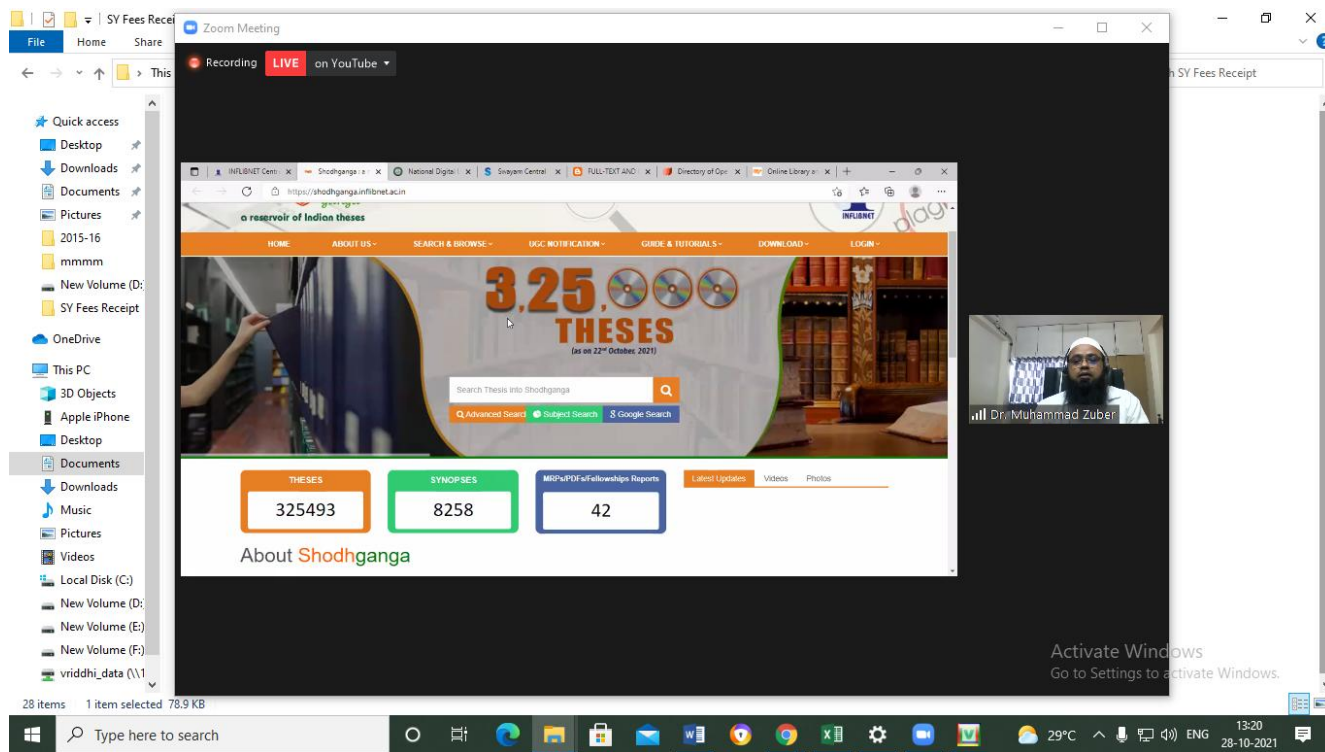 SY Fees Recei
File Home Share
This
h SY Fees Receipt
Quick access
Desktop
Downloads
Documents
Pictures
2015-16
mmmm
New Volume (D:
SY Fees Receipt
OneDrive
This PC
3D Objects
Apple iPhone
Desktop
Documents
Downloads
Music
Pictures
Videos
Local Disk (C:)
New Volume (D:
New Volume (E:)
New Volume (F:)
vriddhi_data (\\1
28 items 1 item selected 78.9 KB
Zoom Meeting
Recording LIVE on YouTube
INFLIBNET Centr Shodhganga : a r National Digital Swayam Central FULL-TEXT AND Directory of Ope Online Library a
https://shodhganga.inflibnet.ac.in
a reservoir of Indian theses
INFLIBNET
plag
HOME ABOUT US SEARCH & BROWSE UGC NOTIFICATION GUIDE & TUTORIALS DOWNLOAD LOGIN
3,25,000
THESES
(as on 22nd October, 2021)
Search Thesis into Shodhganga
Advanced Searc Subject Search Google Search
THESES SYNOPSES MRPs/PDFs/Fellowships Reports Latest Updates Videos Photos
325493 8258 42
About Shodhganga
Dr. Muhammad Zuber
Activate Windows
Go to Settings to activate Windows.
Type here to search
29°C ENG 13:20
28-10-2021